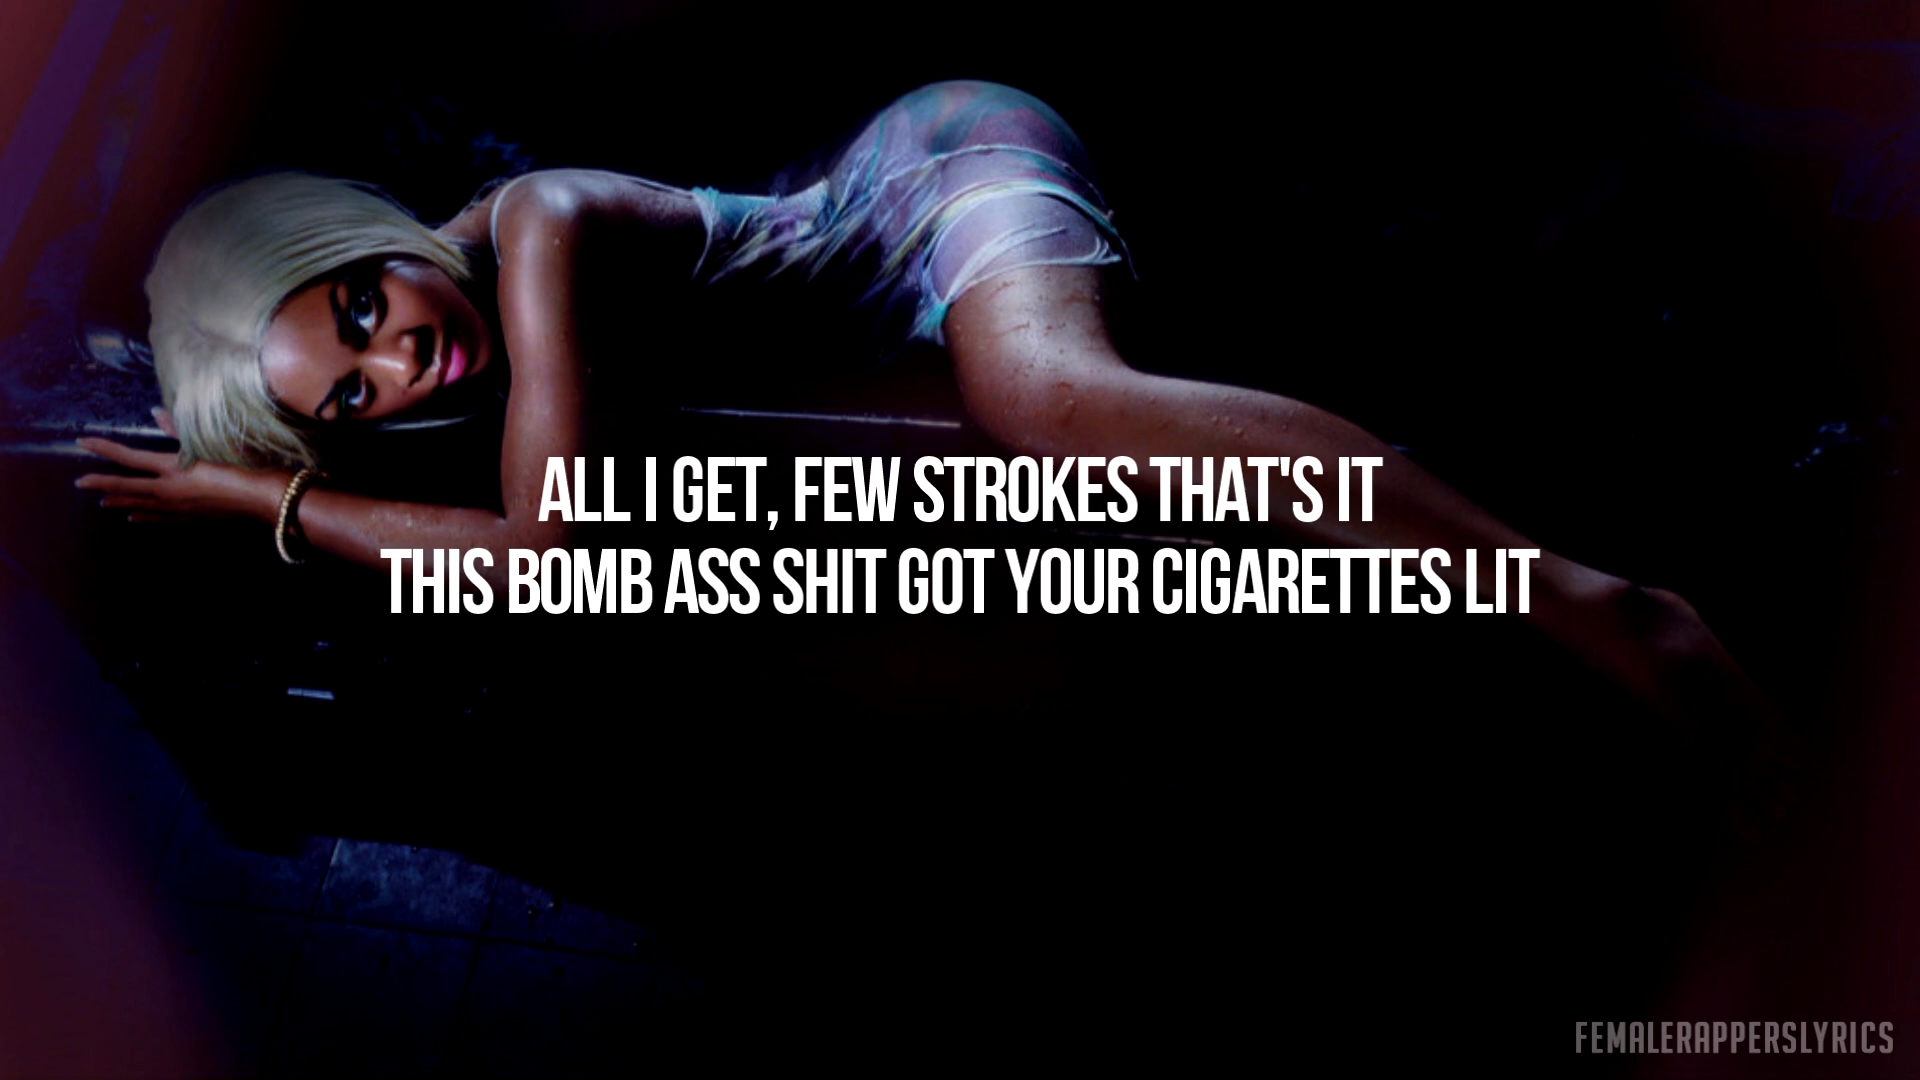 ALL I GET, FEW STROKES THAT'S IT
THIS BOMB ASS SHIT GOT YOUR CIGARETTES LIT
FEMALERAPPERSLYRICS